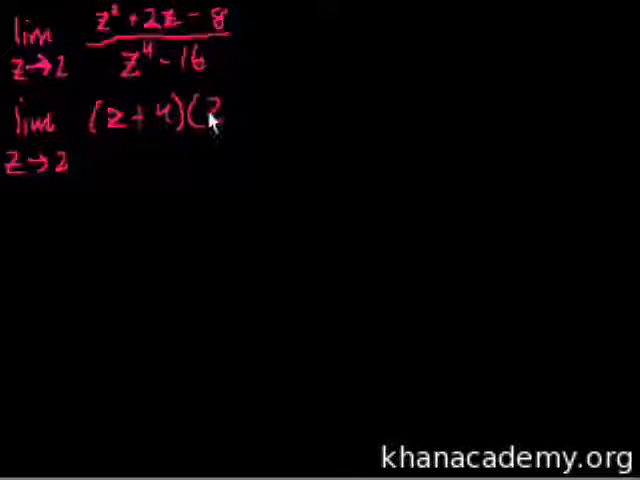 lim z² + 2z - 8
z→2 z⁴ - 16
lim (z + 4)(z
z→2
khanacademy.org